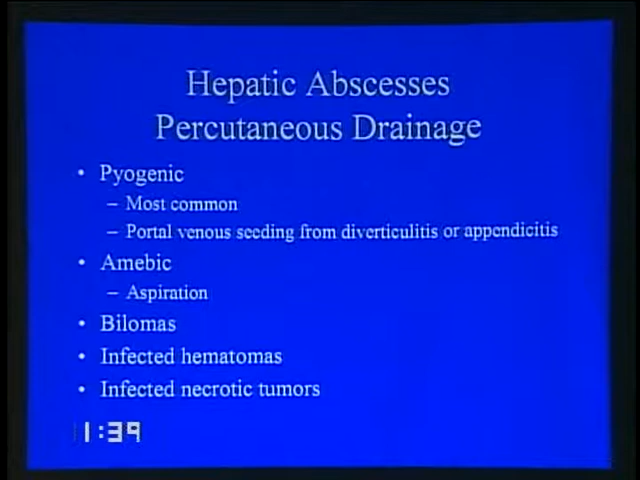 Hepatic Abscesses
Percutaneous Drainage
• Pyogenic
– Most common
– Portal venous seeding from diverticulitis or appendicitis
• Amebic
– Aspiration
• Bilomas
• Infected hematomas
• Infected necrotic tumors
1:39